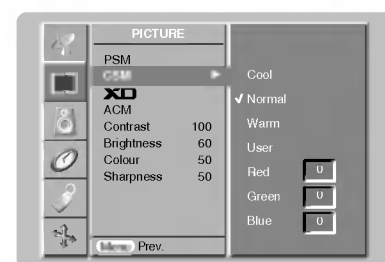 PICTURE
PSM
CSM
XD
ACM
Contrast 100
Brightness 60
Colour 50
Sharpness 50
Menu Prev.
Cool
✓ Normal
Warm
User
Red 0
Green 0
Blue 0